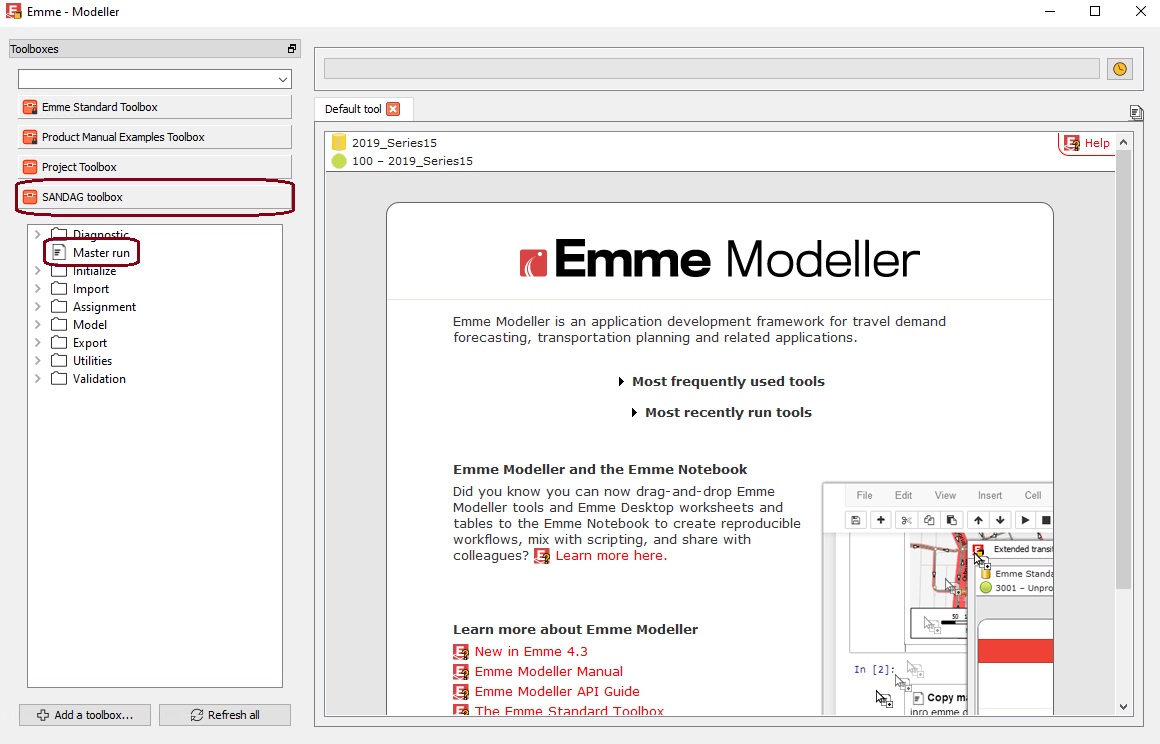 Emme - Modeller
Toolboxes
Emme Standard Toolbox
Product Manual Examples Toolbox
Project Toolbox
SANDAG toolbox
Diagnostic
Master run
Initialize
Import
Assignment
Model
Export
Utilities
Validation
Add a toolbox...
Refresh all
Default tool
2019_Series15
100 – 2019_Series15
Help
Emme Modeller
Emme Modeller is an application development framework for travel demand
forecasting, transportation planning and related applications.
Most frequently used tools
Most recently run tools
Emme Modeller and the Emme Notebook
Did you know you can now drag-and-drop Emme
Modeller tools and Emme Desktop worksheets and
tables to the Emme Notebook to create reproducible
workflows, mix with scripting, and share with
colleagues? Learn more here.
File Edit View Insert Cell
Extended transi
Emme Standa
3001 – Unpro
50
In [2]:
Copy ma
Learn more about Emme Modeller
New in Emme 4.3
Emme Modeller Manual
Emme Modeller API Guide
The Emme Standard Toolbox